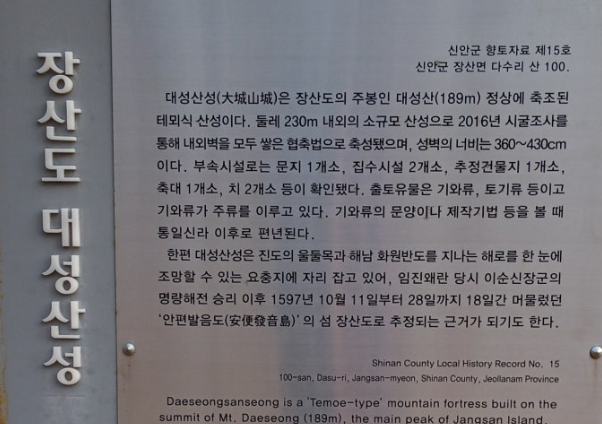 장산도 대성산성
신안군 향토자료 제15호
신안군 장산면 다수리 산 100.
대성산성(大城山城)은 장산도의 주봉인 대성산(189m) 정상에 축조된
테뫼식 산성이다. 둘레 230m 내외의 소규모 산성으로 2016년 시굴조사를
통해 내외벽을 모두 쌓은 협축법으로 축성됐으며, 성벽의 너비는 360~430cm
이다. 부속시설로는 문지 1개소, 집수시설 2개소, 추정건물지 1개소,
축대 1개소, 치 2개소 등이 확인됐다. 출토유물은 기와류, 토기류 등이고
기와류가 주류를 이루고 있다. 기와류의 문양이나 제작기법 등을 볼 때
통일신라 이후로 편년된다.
한편 대성산성은 진도의 울둘목과 해남 화원반도를 지나는 해로를 한 눈에
조망할 수 있는 요충지에 자리 잡고 있어, 임진왜란 당시 이순신장군의
명량해전 승리 이후 1597년 10월 11일부터 28일까지 18일간 머물렀던
‘안편발음도(安便發音島)’의 섬 장산도로 추정되는 근거가 되기도 한다.
Shinan County Local History Record No. 15
100-san, Dasu-ri, Jangsan-myeon, Shinan County, Jeollanam Province
Daeseongsanseong is a 'Temoe-type' mountain fortress built on the
summit of Mt. Daeseong (189m), the main peak of Jangsan Island.